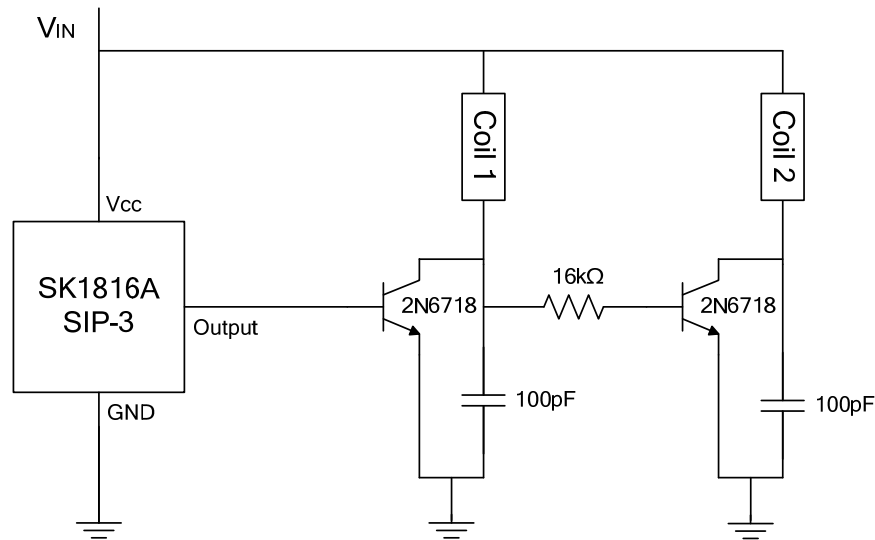 VIN
Coil 1
Coil 2
Vcc
SK1816A
SIP-3
Output
GND
2N6718
16kΩ
2N6718
100pF
100pF